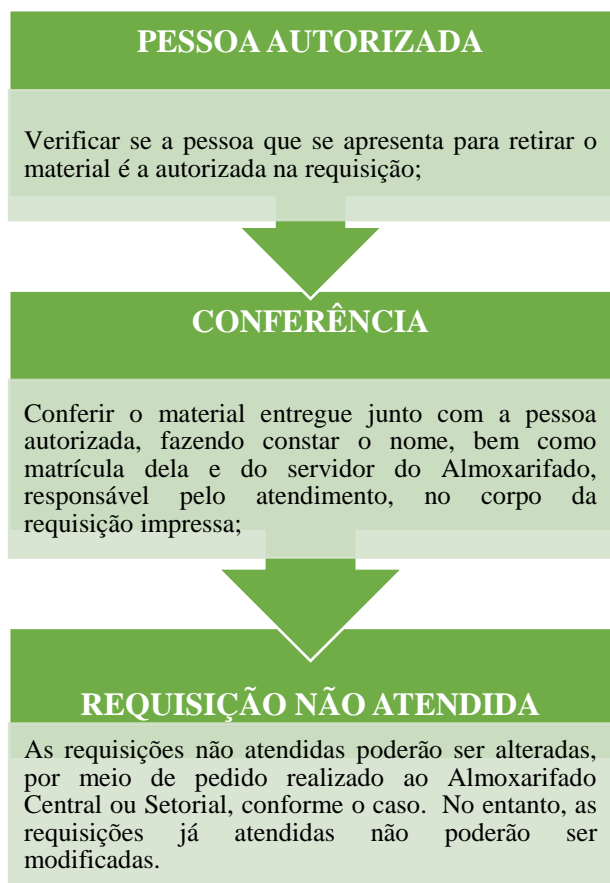 PESSOA AUTORIZADA
Verificar se a pessoa que se apresenta para retirar o
material é a autorizada na requisição;
CONFERÊNCIA
Conferir o material entregue junto com a pessoa
autorizada, fazendo constar o nome, bem como
matrícula dela e do servidor do Almoxarifado,
responsável pelo atendimento, no corpo da
requisição impressa;
REQUISIÇÃO NÃO ATENDIDA
As requisições não atendidas poderão ser alteradas,
por meio de pedido realizado ao Almoxarifado
Central ou Setorial, conforme o caso. No entanto, as
requisições já atendidas não poderão ser
modificadas.